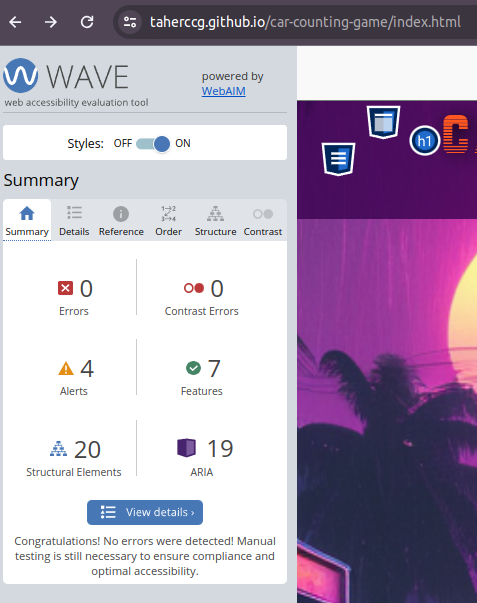 taherccg.github.io/car-counting-game/index.html
WAVE
web accessibility evaluation tool
powered by
WebAIM
Styles: OFF ON
Summary
Summary Details Reference Order Structure Contrast
0
Errors
0
Contrast Errors
4
Alerts
7
Features
20
Structural Elements
19
ARIA
View details ›
Congratulations! No errors were detected! Manual
testing is still necessary to ensure compliance and
optimal accessibility.
h1
C